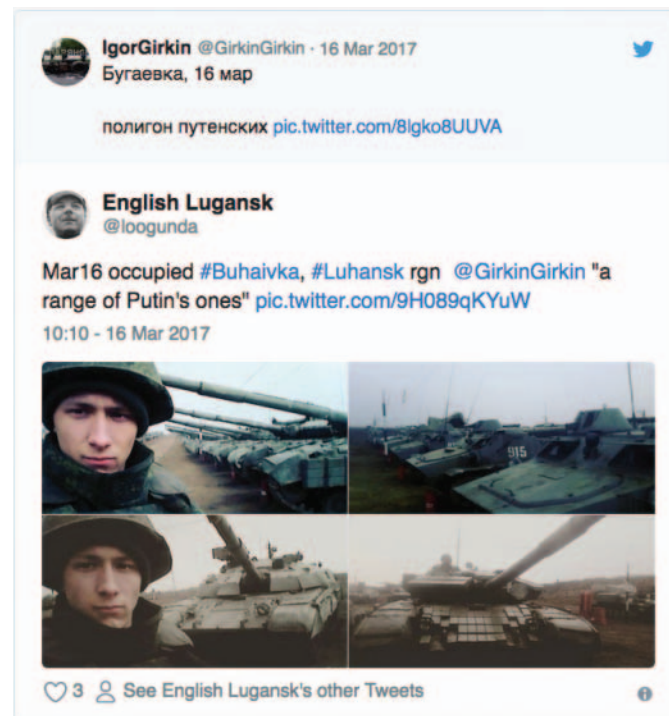 IgorGirkin @GirkinGirkin · 16 Mar 2017
Бугаевка, 16 мар
полигон путенских pic.twitter.com/8lgko8UUVA
English Lugansk
@loogunda
Mar16 occupied #Buhaivka, #Luhansk rgn @GirkinGirkin "a
range of Putin's ones" pic.twitter.com/9H089qKYuW
10:10 - 16 Mar 2017
915
3 See English Lugansk's other Tweets